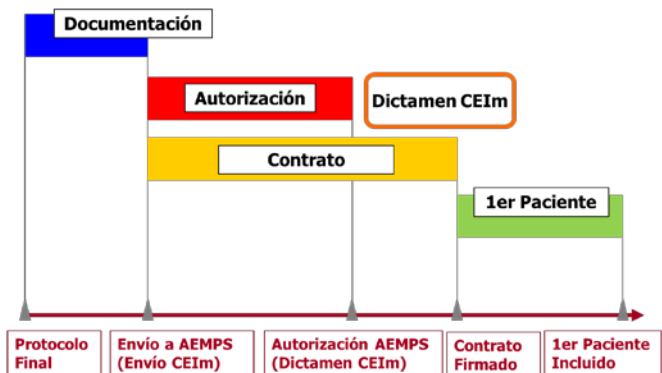 Documentación
Autorización
Dictamen CEIm
Contrato
1er Paciente
Protocolo
Final
Envío a AEMPS
(Envío CEIm)
Autorización AEMPS
(Dictamen CEIm)
Contrato
Firmado
1er Paciente
Incluido